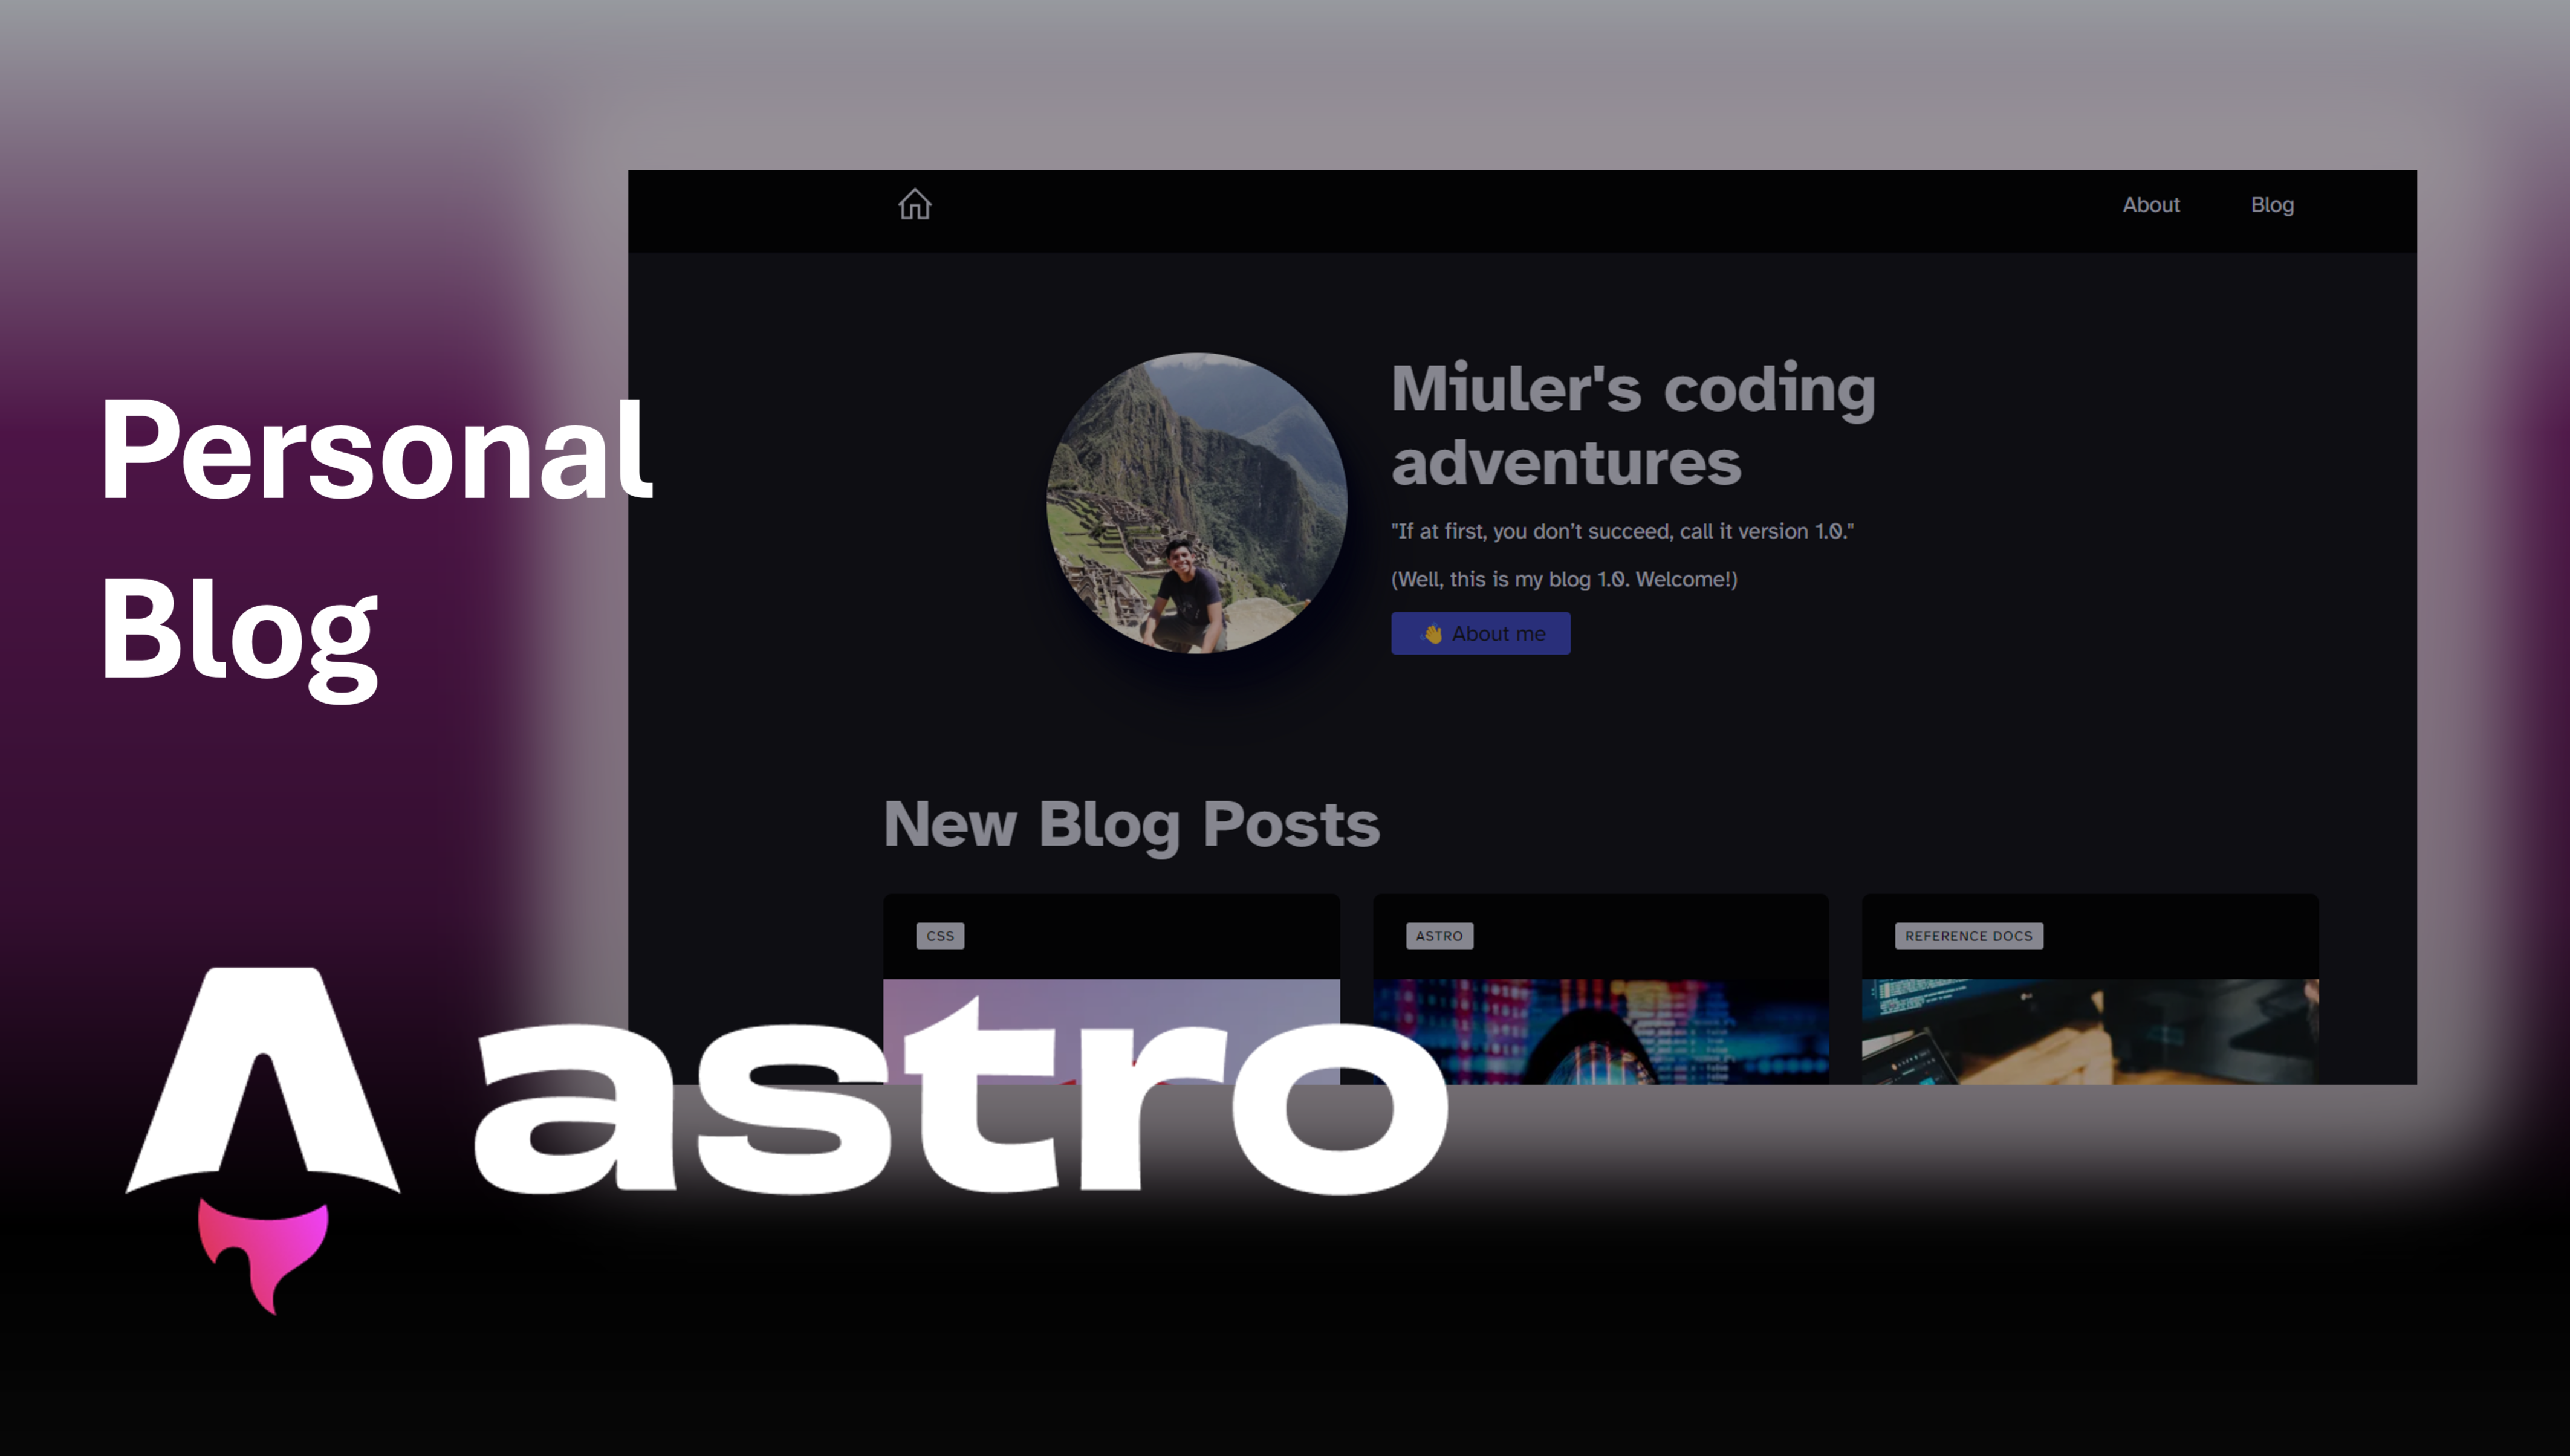 Personal
Blog
About
Blog
Miuler's coding
adventures
"If at first, you don’t succeed, call it version 1.0."
(Well, this is my blog 1.0. Welcome!)
👋 About me
New Blog Posts
CSS
ASTRO
REFERENCE DOCS
astro